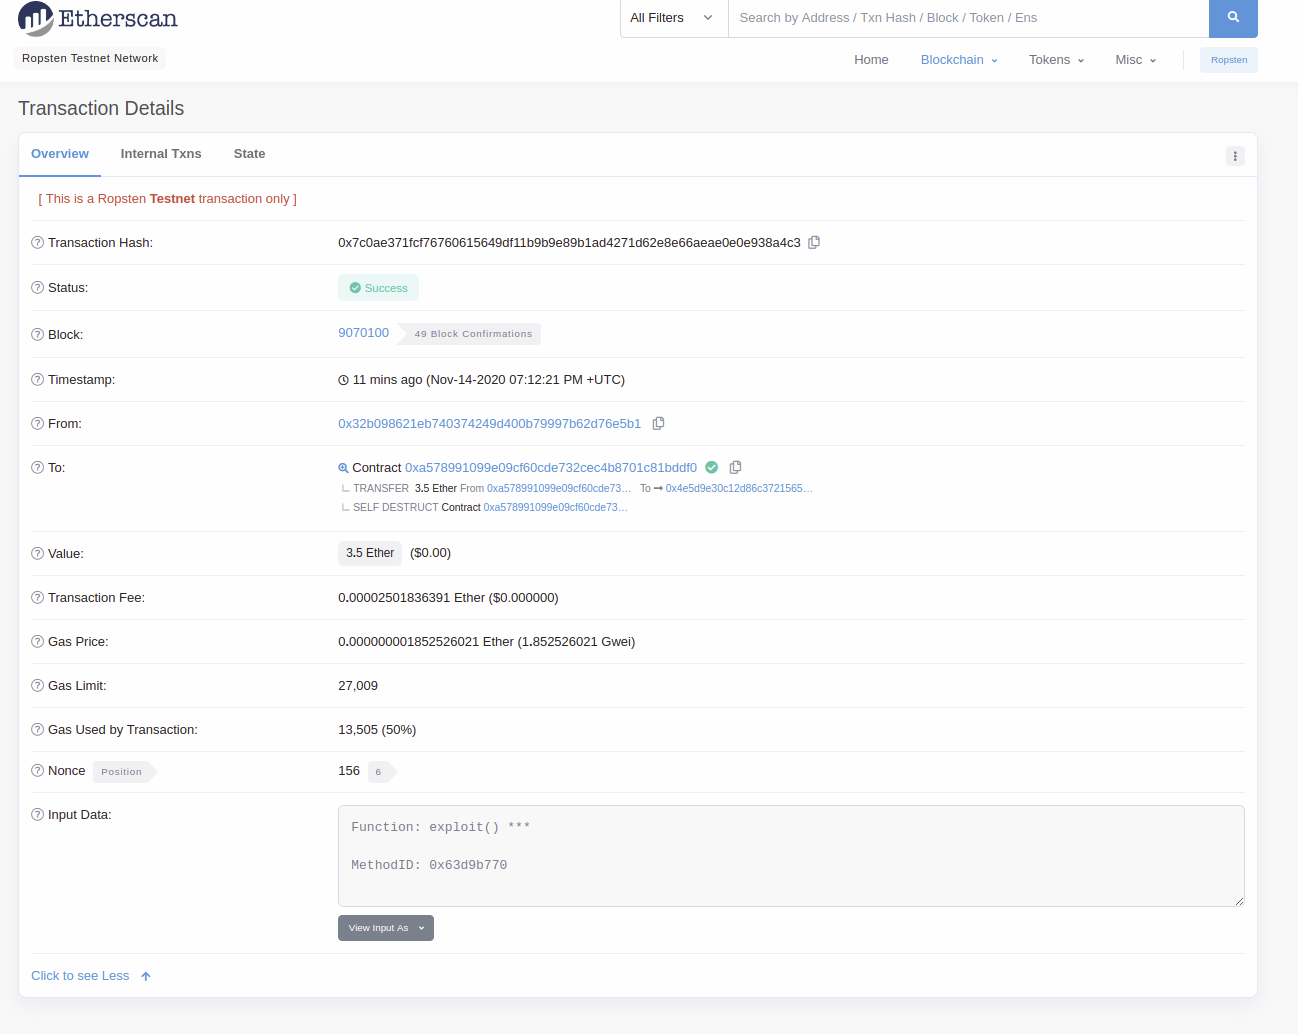 Etherscan
All Filters
Search by Address / Txn Hash / Block / Token / Ens
Ropsten Testnet Network
Home Blockchain Tokens Misc Ropsten
Transaction Details
Overview Internal Txns State
[ This is a Ropsten Testnet transaction only ]
Transaction Hash: 0x7c0ae371fcf76760615649df11b9b9e89b1ad4271d62e8e66aeae0e0e938a4c3
Status: Success
Block: 9070100 49 Block Confirmations
Timestamp: 11 mins ago (Nov-14-2020 07:12:21 PM +UTC)
From: 0x32b098621eb740374249d400b79997b62d76e5b1
To: Contract 0xa578991099e09cf60cde732cec4b8701c81bddf0
TRANSFER 3.5 Ether From 0xa578991099e09cf60cde73... To → 0x4e5d9e30c12d86c3721565...
SELF DESTRUCT Contract 0xa578991099e09cf60cde73...
Value: 3.5 Ether ($0.00)
Transaction Fee: 0.00002501836391 Ether ($0.000000)
Gas Price: 0.000000001852526021 Ether (1.852526021 Gwei)
Gas Limit: 27,009
Gas Used by Transaction: 13,505 (50%)
Nonce Position 156 6
Input Data: Function: exploit() ***
MethodID: 0x63d9b770
View Input As
Click to see Less